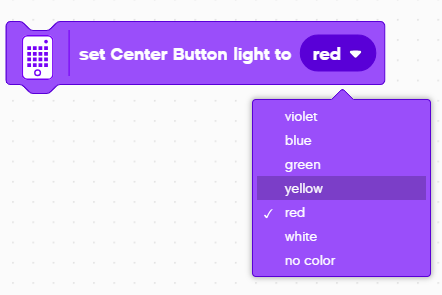 set Center Button light to red
violet
blue
green
yellow
red
white
no color